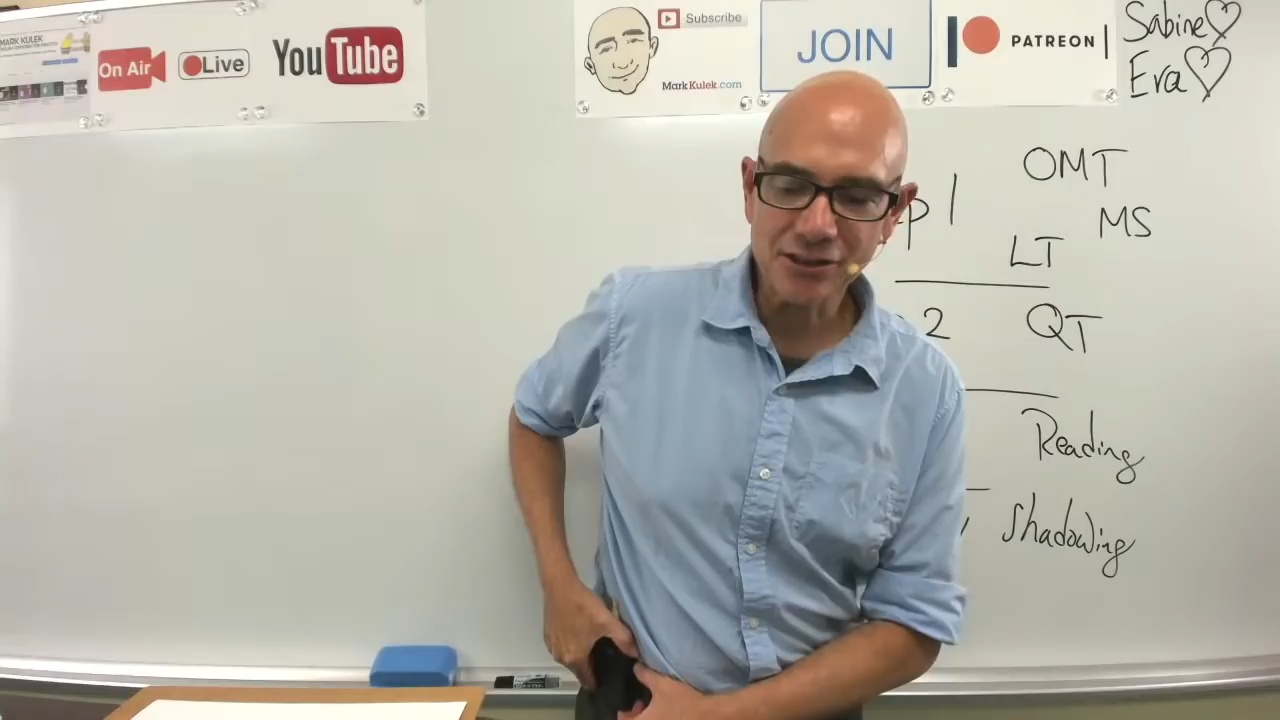 MARK KULEK
On Air
Live
YouTube
Subscribe
MarkKulek.com
JOIN
PATREON
Sabine♡
Eva♡
p 1
OMT
MS
LT
2
QT
Reading
Shadowing